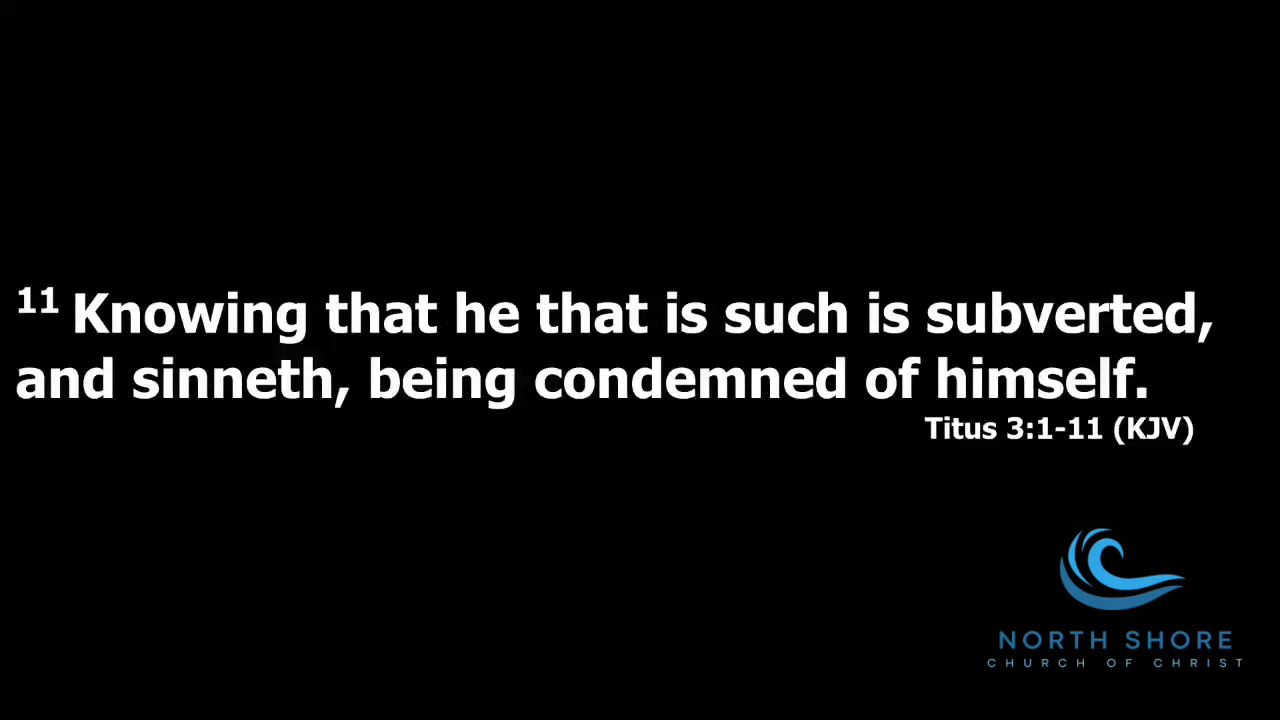 11 Knowing that he that is such is subverted,
and sinneth, being condemned of himself.
Titus 3:1-11 (KJV)
NORTH SHORE
CHURCH OF CHRIST